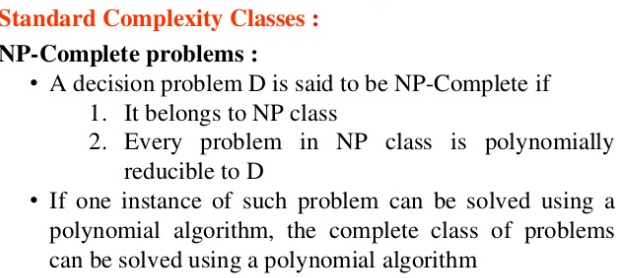 Standard Complexity Classes :
NP-Complete problems :
• A decision problem D is said to be NP-Complete if
1. It belongs to NP class
2. Every problem in NP class is polynomially
reducible to D
• If one instance of such problem can be solved using a
polynomial algorithm, the complete class of problems
can be solved using a polynomial algorithm